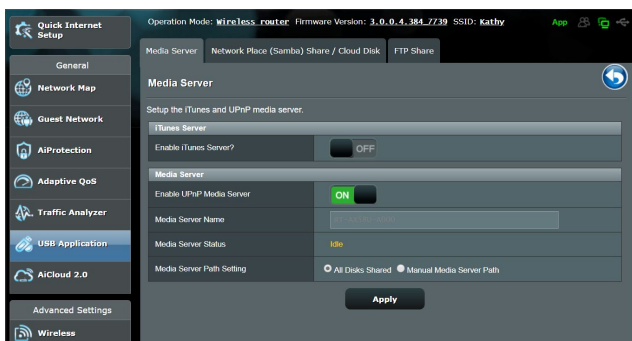 Quick Internet
Setup
Operation Mode: Wireless router Firmware Version: 3.0.0.4.384_7739 SSID: Kathy
App
Media Server
Network Place (Samba) Share / Cloud Disk
FTP Share
General
Network Map
Guest Network
AiProtection
Adaptive QoS
Traffic Analyzer
USB Application
AiCloud 2.0
Advanced Settings
Wireless
Media Server
Setup the iTunes and UPnP media server.
iTunes Server
Enable iTunes Server?
OFF
Media Server
Enable UPnP Media Server
ON
Media Server Name
Media Server Status
Idle
Media Server Path Setting
All Disks Shared Manual Media Server Path
Apply